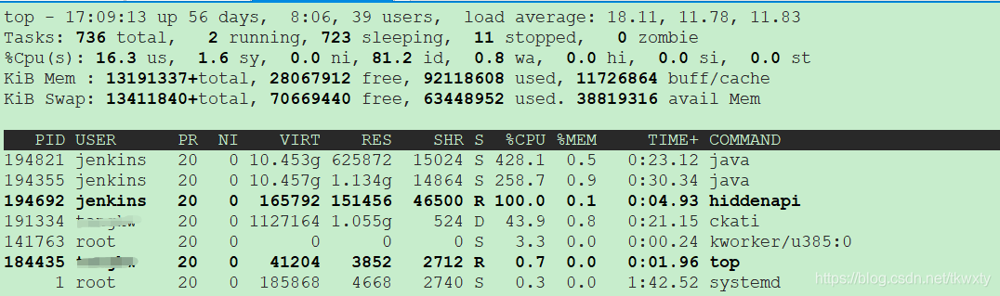 top - 17:09:13 up 56 days,  8:06, 39 users,  load average: 18.11, 11.78, 11.83
Tasks: 736 total,   2 running, 723 sleeping,  11 stopped,   0 zombie
%Cpu(s): 16.3 us,  1.6 sy,  0.0 ni, 81.2 id,  0.8 wa,  0.0 hi,  0.0 si,  0.0 st
KiB Mem : 13191337+total, 28067912 free, 92118608 used, 11726864 buff/cache
KiB Swap: 13411840+total, 70669440 free, 63448952 used. 38819316 avail Mem
PID USER PR NI VIRT RES SHR S %CPU %MEM TIME+ COMMAND
194821 jenkins 20 0 10.453g 625872 15024 S 428.1 0.5 0:23.12 java
194355 jenkins 20 0 10.457g 1.134g 14864 S 258.7 0.9 0:30.34 java
194692 jenkins 20 0 165792 151456 46500 R 100.0 0.1 0:04.93 hiddenapi
191334 20 0 1127164 1.055g 524 D 43.9 0.8 0:21.15 ckati
141763 root 20 0 0 0 0 S 3.3 0.0 0:00.24 kworker/u385:0
184435 20 0 41204 3852 2712 R 0.7 0.0 0:01.96 top
1 root 20 0 185868 4668 2740 S 0.3 0.0 1:42.52 systemd
https://blog.csdn.net/tkwxty